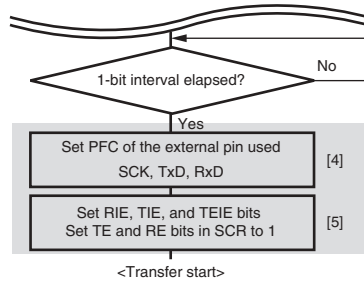 1-bit interval elapsed?
No
Yes
Set PFC of the external pin used
SCK, TxD, RxD
[4]
Set RIE, TIE, and TEIE bits
Set TE and RE bits in SCR to 1
[5]
<Transfer start>